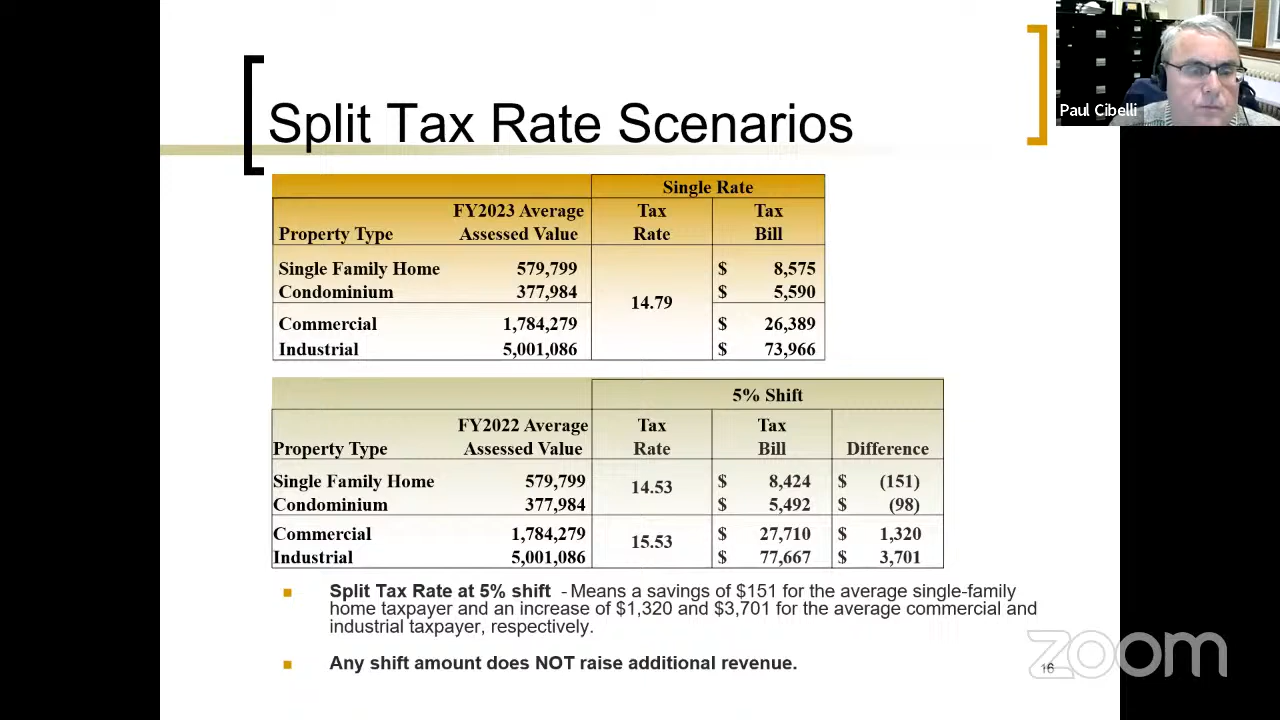 Paul Cibelli
Split Tax Rate Scenarios
Single Rate
Property Type FY2023 Average Assessed Value Tax Rate Tax Bill
Single Family Home 579,799 14.79 $ 8,575
Condominium 377,984 $ 5,590
Commercial 1,784,279 $ 26,389
Industrial 5,001,086 $ 73,966
5% Shift
Property Type FY2022 Average Assessed Value Tax Rate Tax Bill Difference
Single Family Home 579,799 14.53 $ 8,424 $ (151)
Condominium 377,984 $ 5,492 $ (98)
Commercial 1,784,279 15.53 $ 27,710 $ 1,320
Industrial 5,001,086 $ 77,667 $ 3,701
Split Tax Rate at 5% shift - Means a savings of $151 for the average single-family
home taxpayer and an increase of $1,320 and $3,701 for the average commercial and
industrial taxpayer, respectively.
Any shift amount does NOT raise additional revenue.
16
zoom